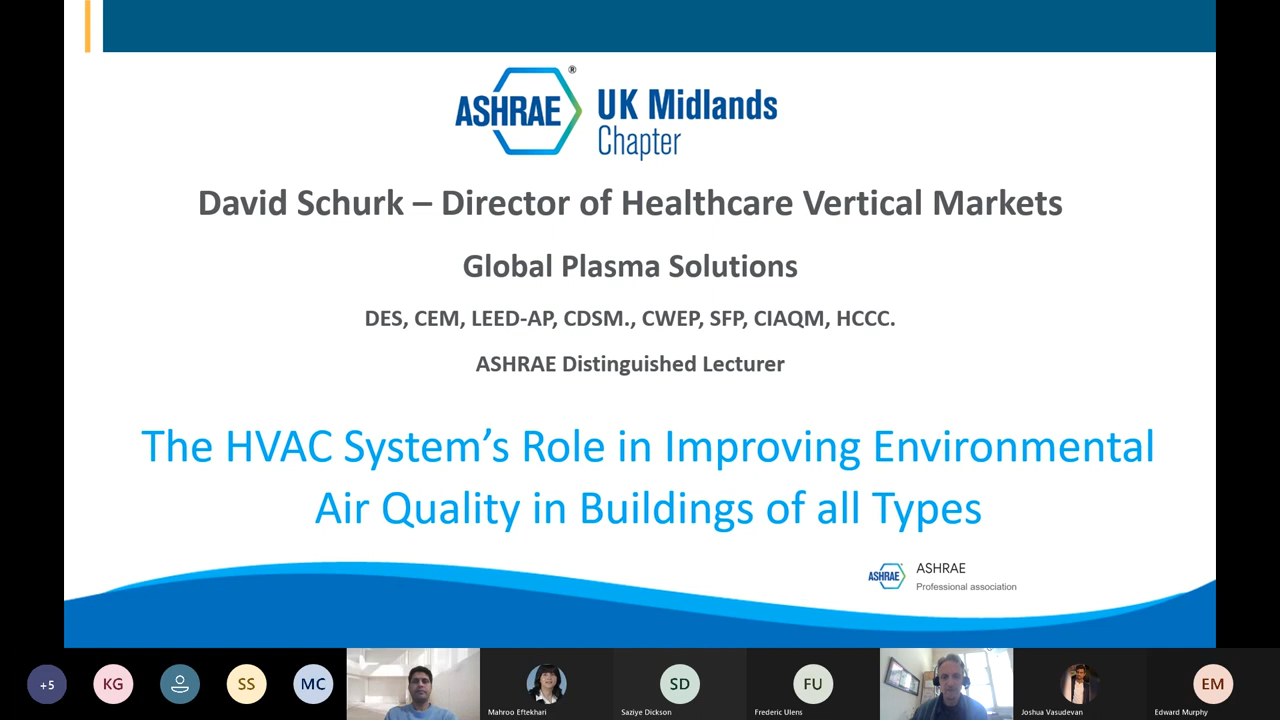 ASHRAE®
UK Midlands
Chapter
David Schurk – Director of Healthcare Vertical Markets
Global Plasma Solutions
DES, CEM, LEED-AP, CDSM., CWEP, SFP, CIAQM, HCCC.
ASHRAE Distinguished Lecturer
The HVAC System’s Role in Improving Environmental
Air Quality in Buildings of all Types
ASHRAE
ASHRAE
Professional association
+5
KG
SS
MC
Mahroo Eftekhari
SD
Saziye Dickson
FU
Frederic Ulens
Joshua Vasudevan
EM
Edward Murphy